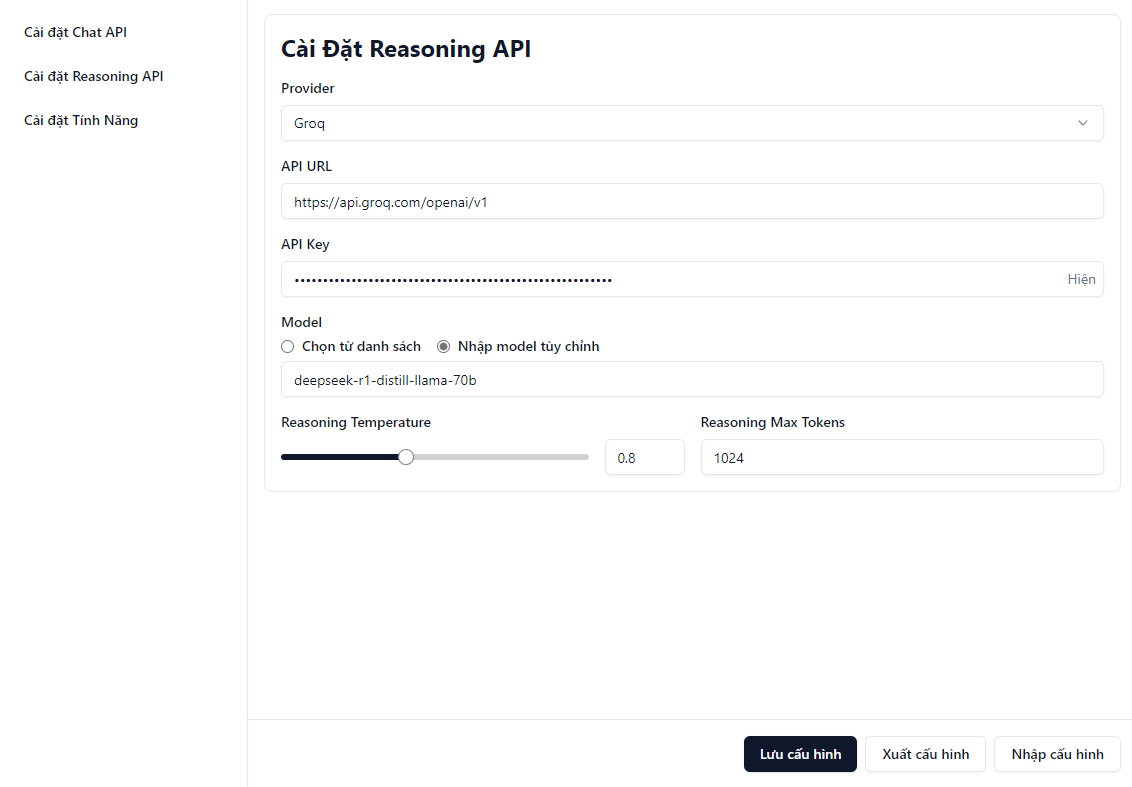 Cài đặt Chat API
Cài đặt Reasoning API
Cài đặt Tính Năng
Cài Đặt Reasoning API
Provider
Groq
API URL
https://api.groq.com/openai/v1
API Key
Hiện
Model
Chọn từ danh sách
Nhập model tùy chỉnh
deepseek-r1-distill-llama-70b
Reasoning Temperature
Reasoning Max Tokens
0.8
1024
Lưu cấu hình
Xuất cấu hình
Nhập cấu hình